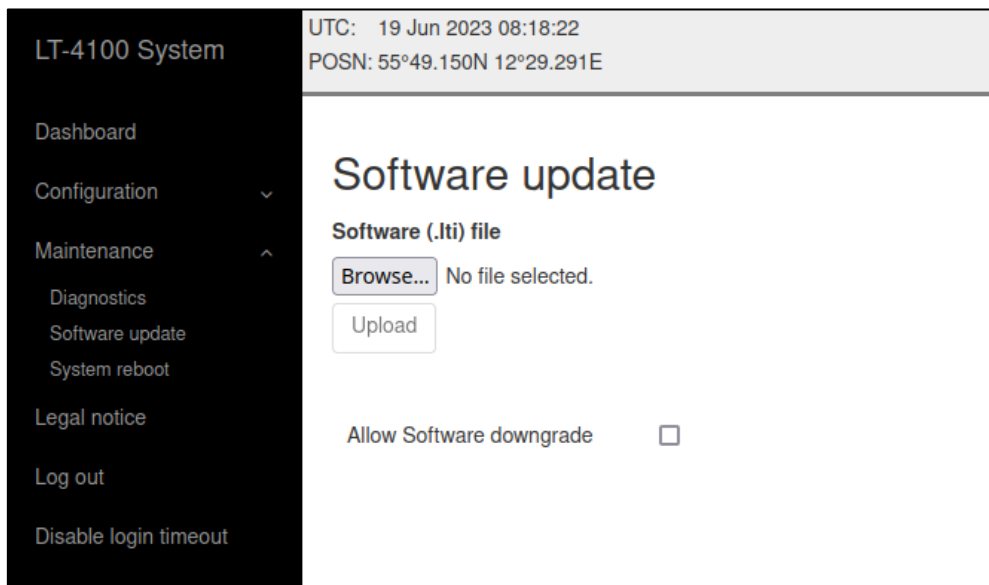 LT-4100 System
UTC: 19 Jun 2023 08:18:22
POSN: 55°49.150N 12°29.291E
Dashboard
Configuration
Maintenance
Diagnostics
Software update
System reboot
Legal notice
Log out
Disable login timeout
Software update
Software (.lti) file
Browse... No file selected.
Upload
Allow Software downgrade